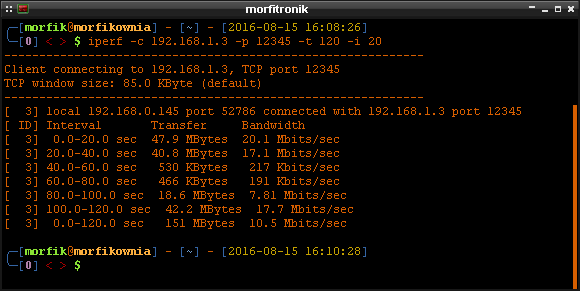 morfitronik
[morfik@morfikownia] - [~] - [2016-08-15 16:08:26]
[0] < > $ iperf -c 192.168.1.3 -p 12345 -t 120 -i 20
------------------------------------------------------------
Client connecting to 192.168.1.3, TCP port 12345
TCP window size: 85.0 KByte (default)
------------------------------------------------------------
[  3] local 192.168.0.145 port 52786 connected with 192.168.1.3 port 12345
[ ID] Interval       Transfer     Bandwidth
[  3]  0.0-20.0 sec  47.9 MBytes  20.1 Mbits/sec
[  3] 20.0-40.0 sec  40.8 MBytes  17.1 Mbits/sec
[  3] 40.0-60.0 sec   530 KBytes   217 Kbits/sec
[  3] 60.0-80.0 sec   466 KBytes   191 Kbits/sec
[  3] 80.0-100.0 sec  18.6 MBytes  7.81 Mbits/sec
[  3] 100.0-120.0 sec  42.2 MBytes  17.7 Mbits/sec
[  3]  0.0-120.0 sec   151 MBytes  10.5 Mbits/sec
[morfik@morfikownia] - [~] - [2016-08-15 16:10:28]
[0] < > $